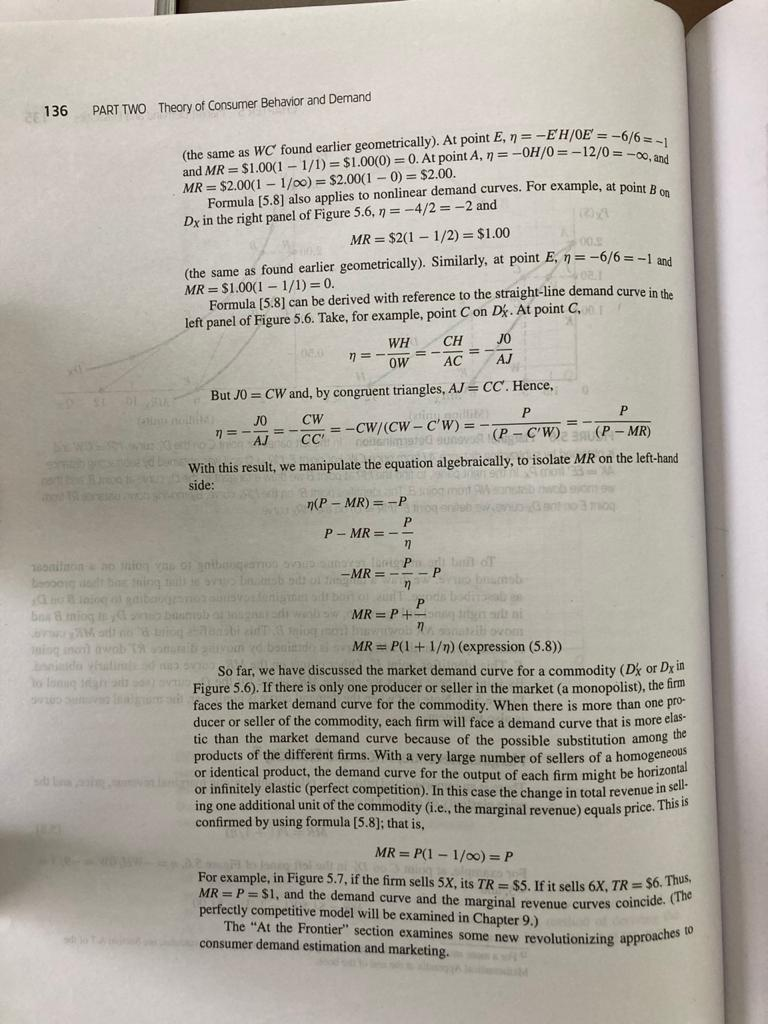 136 PART TWO Theory of Consumer Behavior and Demand
(the same as WC′ found earlier geometrically). At point E, η = −E′H/0E′ = −6/6 = −1
and MR = $1.00(1 − 1/1) = $1.00(0) = 0. At point A, η = −0H/0 = −12/0 = −∞, and
MR = $2.00(1 − 1/∞) = $2.00(1 − 0) = $2.00.
Formula [5.8] also applies to nonlinear demand curves. For example, at point B on
DX in the right panel of Figure 5.6, η = −4/2 = −2 and
MR = $2(1 − 1/2) = $1.00
(the same as found earlier geometrically). Similarly, at point E, η = −6/6 = −1 and
MR = $1.00(1 − 1/1) = 0.
Formula [5.8] can be derived with reference to the straight-line demand curve in the
left panel of Figure 5.6. Take, for example, point C on D′X. At point C,
η = − WH/0W = − CH/AC = − J0/AJ
But J0 = CW and, by congruent triangles, AJ = CC′. Hence,
η = − J0/AJ = − CW/CC′ = −CW/(CW − C′W) = − P/(P − C′W) = − P/(P − MR)
With this result, we manipulate the equation algebraically, to isolate MR on the left-hand
side:
η(P − MR) = −P
P − MR = − P/η
−MR = − P/η − P
MR = P + P/η
MR = P(1 + 1/η) (expression (5.8))
So far, we have discussed the market demand curve for a commodity (D′X or DX in
Figure 5.6). If there is only one producer or seller in the market (a monopolist), the firm
faces the market demand curve for the commodity. When there is more than one pro-
ducer or seller of the commodity, each firm will face a demand curve that is more elas-
tic than the market demand curve because of the possible substitution among the
products of the different firms. With a very large number of sellers of a homogeneous
or identical product, the demand curve for the output of each firm might be horizontal
or infinitely elastic (perfect competition). In this case the change in total revenue in sell-
ing one additional unit of the commodity (i.e., the marginal revenue) equals price. This is
confirmed by using formula [5.8]; that is,
MR = P(1 − 1/∞) = P
For example, in Figure 5.7, if the firm sells 5X, its TR = $5. If it sells 6X, TR = $6. Thus,
MR = P = $1, and the demand curve and the marginal revenue curves coincide. (The
perfectly competitive model will be examined in Chapter 9.)
The “At the Frontier” section examines some new revolutionizing approaches to
consumer demand estimation and marketing.